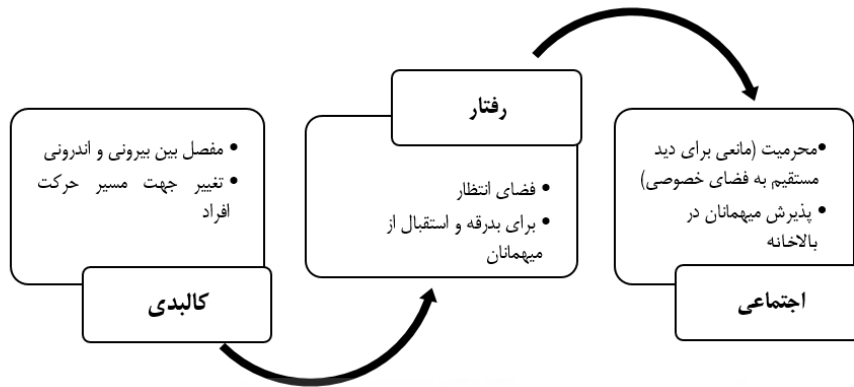 • مفصل بین بیرونی و اندرونی
• تغییر جهت مسیر حرکت
افراد
کالبدی
رفتار
• فضای انتظار
• برای بدرقه و استقبال از
میهمانان
•محرمیت (مانعی برای دید
مستقیم به فضای خصوصی)
• پذیرش میهمانان در
بالاخانه
اجتماعی